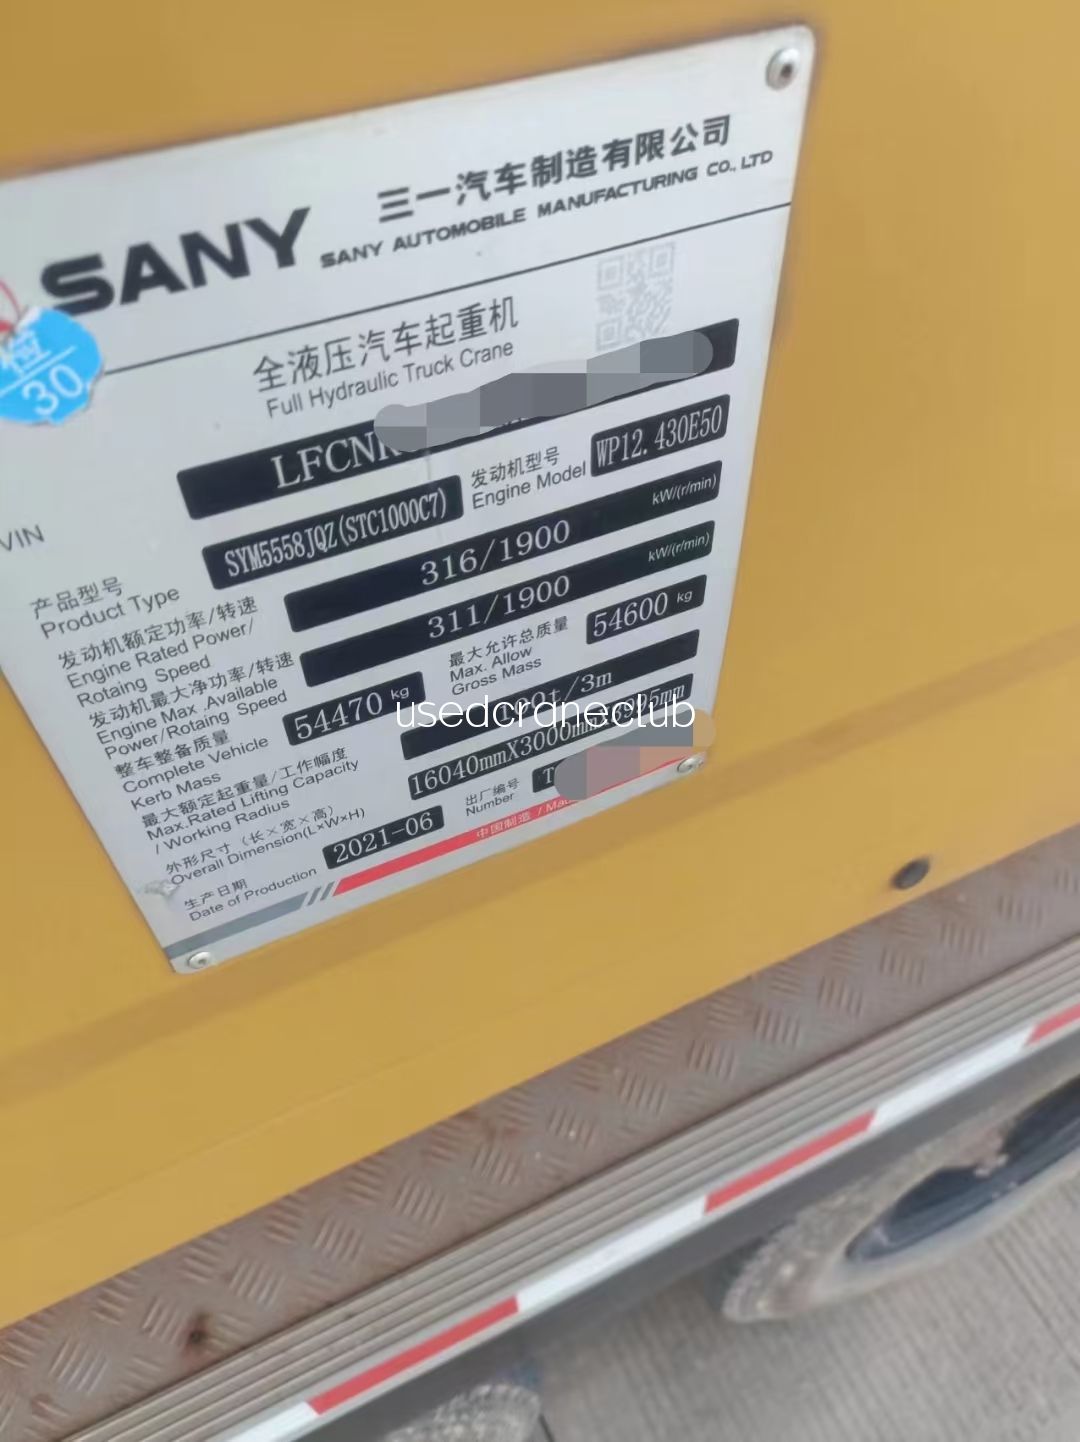 SANY
三一汽车制造有限公司
SANY AUTOMOBILE MANUFACTURING CO., LTD
全液压汽车起重机
Full Hydraulic Truck Crane
检
30
VIN
LFCN
产品型号
Product Type
SYM5558JQZ(STC1000C7)
发动机型号
Engine Model
WP12.430E50
发动机额定功率/转速
Engine Rated Power/
Rotaing Speed
316/1900
kW/(r/min)
发动机最大净功率/转速
Engine Max .Available
Power/Rotaing Speed
311/1900
kW/(r/min)
整车整备质量
Complete Vehicle
Kerb Mass
54470 kg
最大允许总质量
Max. Allow
Gross Mass
54600 kg
最大额定起重量/工作幅度
Max.Rated Lifting Capacity
/ Working Radius
/3m
外形尺寸（长×宽×高）
Overall Dimension(L×W×H)
16040mmX3000mm
usedcraneclub
生产日期
Date of Production
2021-06
出厂编号
Number
T
中国制造 /